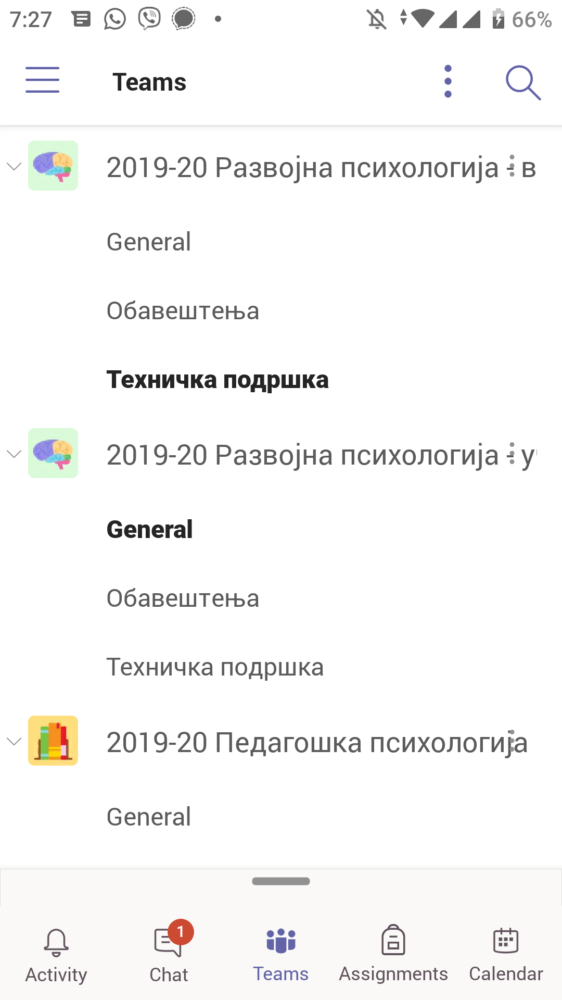 7:27 66%
Teams
2019-20 Развојна психологија - в
General
Обавештења
Техничка подршка
2019-20 Развојна психологија - у
General
Обавештења
Техничка подршка
2019-20 Педагошка психологија
General
1
Activity Chat Teams Assignments Calendar